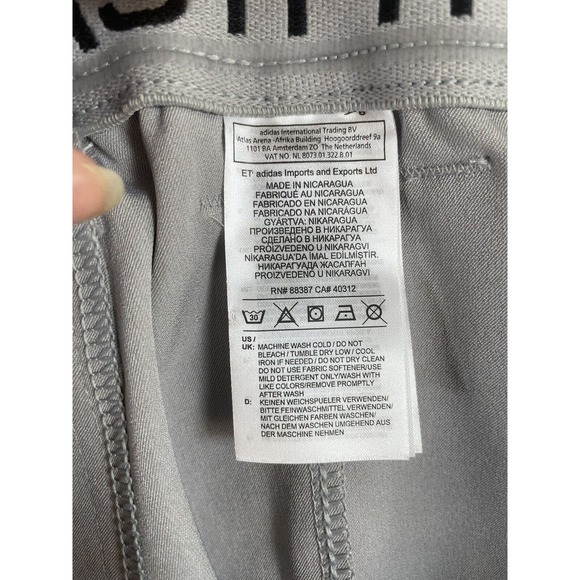 adidas International Trading BV
Atlas Arena -Afrika Building Hoogoorddreef 9a
1101 BA Amsterdam ZO The Netherlands
VAT NO. NL 8073.01.322.B.01
ET: adidas Imports and Exports Ltd
MADE IN NICARAGUA
FABRIQUÉ AU NICARAGUA
FABRICADO EN NICARAGUA
FABRICADO NA NICARÁGUA
GYÁRTVA: NIKARAGUA
ПРОИЗВЕДЕНО В НИКАРАГУА
СДЕЛАНО В НИКАРАГУА
PROIZVEDENO U NIKARAGVI
NIKARAGUA'DA İMAL EDİLMİŞTİR.
НИКАРАГУАДА ЖАСАЛҒАН
PROIZVEDENO U NIKARAGVI
RN# 88387 CA# 40312
30
US /
UK: MACHINE WASH COLD / DO NOT
BLEACH / TUMBLE DRY LOW / COOL
IRON IF NEEDED / DO NOT DRY CLEAN
DO NOT USE FABRIC SOFTENER/USE
MILD DETERGENT ONLY/WASH WITH
LIKE COLORS/REMOVE PROMPTLY
AFTER WASH
D: KEINEN WEICHSPUELER VERWENDEN/
BITTE FEINWASCHMITTEL VERWENDEN/
MIT GLEICHEN FARBEN WASCHEN/
NACH DEM WASCHEN UMGEHEND AUS
DER MASCHINE NEHMEN